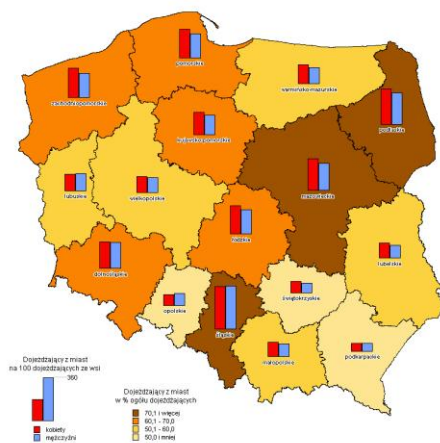 pomorskie
zachodniopomorskie
warmińsko-mazurskie
podlaskie
kujawsko-pomorskie
mazowieckie
lubuskie
wielkopolskie
łódzkie
lubelskie
dolnośląskie
opolskie
śląskie
świętokrzyskie
małopolskie
podkarpackie
Dojeżdżający z miast
na 100 dojeżdżających ze wsi
360
kobiety
mężczyźni
Dojeżdżający z miast
w % ogółu dojeżdżających
70,1 i więcej
60,1 - 70,0
50,1 - 60,0
50,0 i mniej